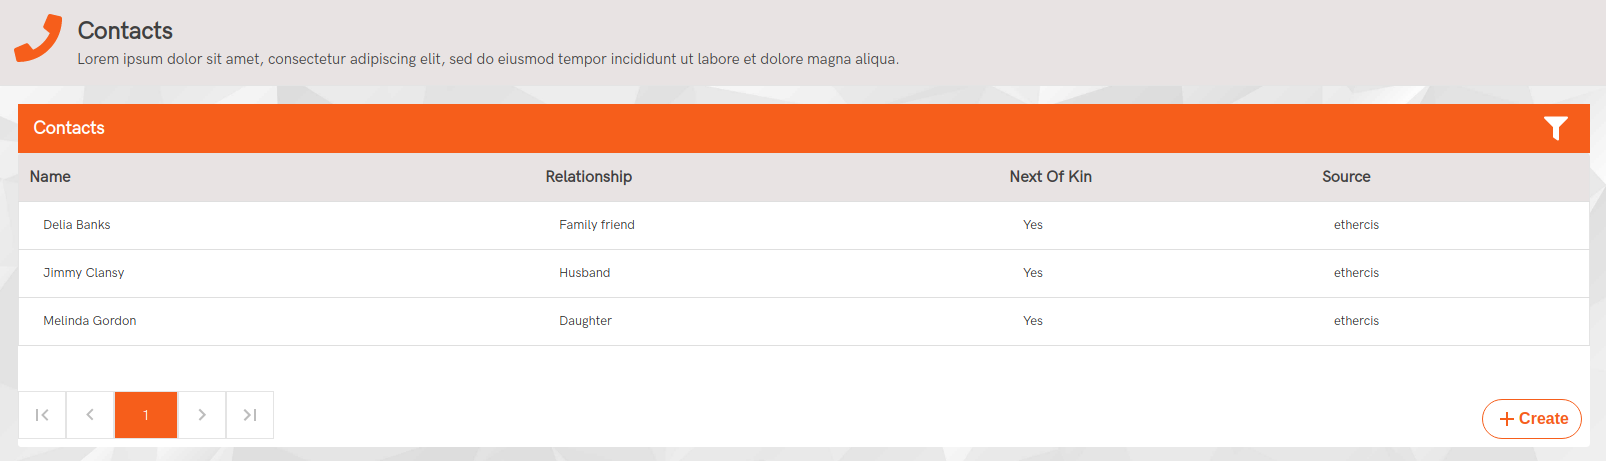 Contacts
Lorem ipsum dolor sit amet, consectetur adipiscing elit, sed do eiusmod tempor incididunt ut labore et dolore magna aliqua.
Contacts
Name Relationship Next Of Kin Source
Delia Banks Family friend Yes ethercis
Jimmy Clansy Husband Yes ethercis
Melinda Gordon Daughter Yes ethercis
1
Create